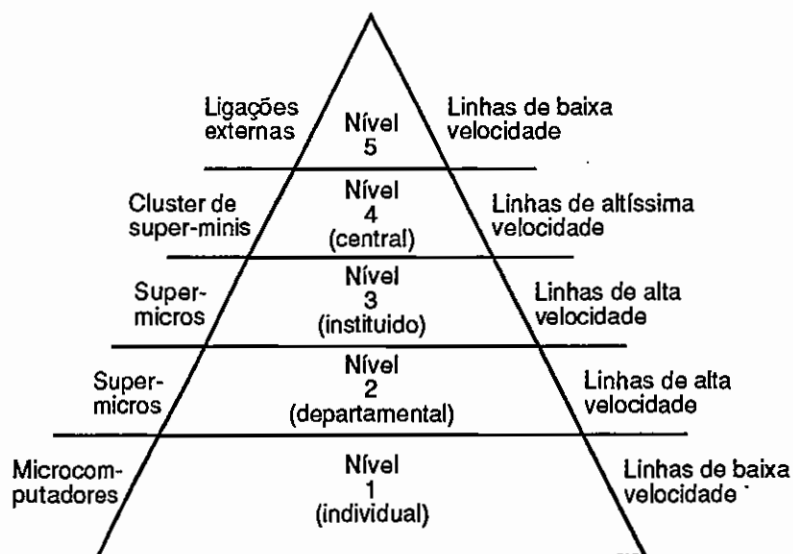 Ligações
externas
Nível
5
Linhas de baixa
velocidade
Cluster de
super-minis
Nível
4
(central)
Linhas de altíssima
velocidade
Super-
micros
Nível
3
(instituido)
Linhas de alta
velocidade
Super-
micros
Nível
2
(departamental)
Linhas de alta
velocidade
Microcom-
putadores
Nível
1
(individual)
Linhas de baixa
velocidade